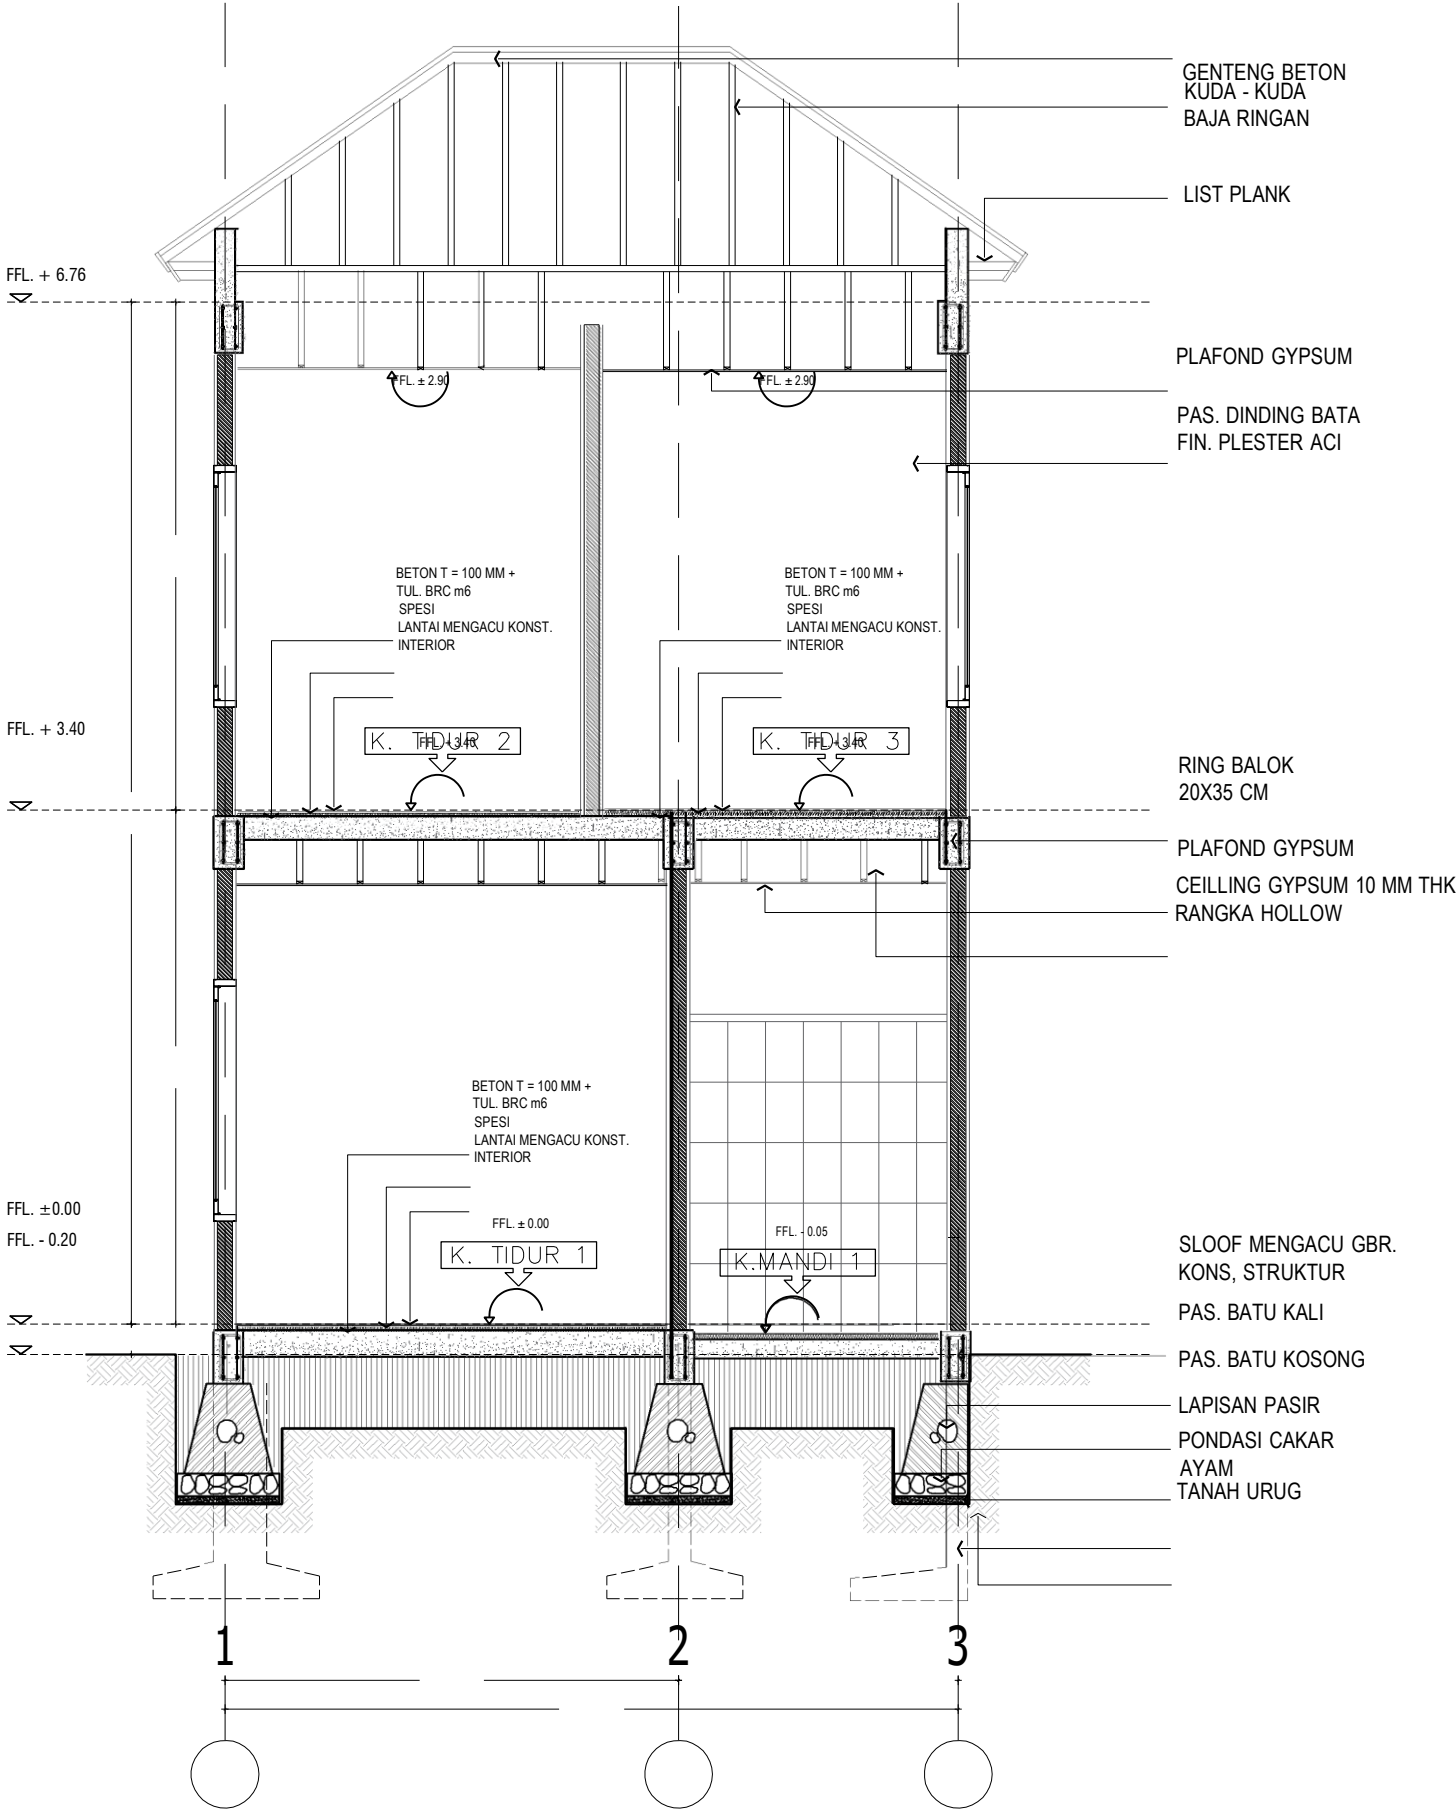 GENTENG BETON
KUDA - KUDA
BAJA RINGAN
LIST PLANK
FFL. + 6.76
PLAFOND GYPSUM
FFL. ± 2.90
FFL. ± 2.90
PAS. DINDING BATA
FIN. PLESTER ACI
BETON T = 100 MM +
TUL. BRC m6
SPESI
LANTAI MENGACU KONST.
INTERIOR
BETON T = 100 MM +
TUL. BRC m6
SPESI
LANTAI MENGACU KONST.
INTERIOR
FFL. + 3.40
K. TIDUR 2
FFL. + 3.40
K. TIDUR 3
FFL. + 3.40
RING BALOK
20X35 CM
PLAFOND GYPSUM
CEILLING GYPSUM 10 MM THK
RANGKA HOLLOW
BETON T = 100 MM +
TUL. BRC m6
SPESI
LANTAI MENGACU KONST.
INTERIOR
FFL. ±0.00
FFL. - 0.20
FFL. ± 0.00
K. TIDUR 1
FFL. - 0.05
K.MANDI 1
SLOOF MENGACU GBR.
KONS, STRUKTUR
PAS. BATU KALI
PAS. BATU KOSONG
LAPISAN PASIR
PONDASI CAKAR
AYAM
TANAH URUG
1
2
3